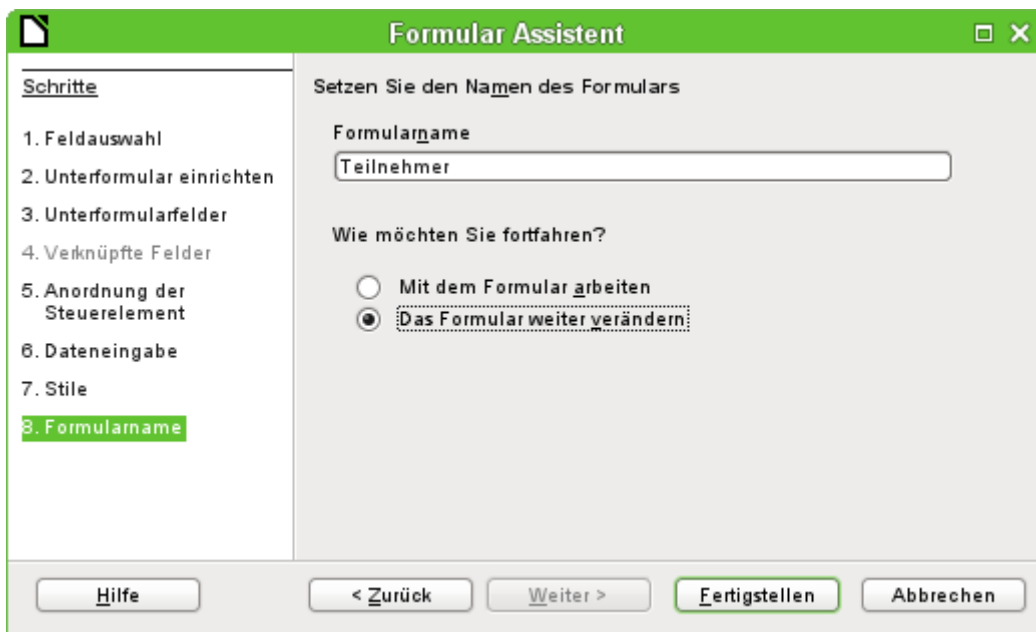 Formular Assistent
Schritte
1. Feldauswahl
2. Unterformular einrichten
3. Unterformularfelder
4. Verknüpfte Felder
5. Anordnung der
Steuerelement
6. Dateneingabe
7. Stile
8. Formularname
Setzen Sie den Namen des Formulars
Formularname
Teilnehmer
Wie möchten Sie fortfahren?
Mit dem Formular arbeiten
Das Formular weiter verändern
Hilfe
< Zurück
Weiter >
Fertigstellen
Abbrechen